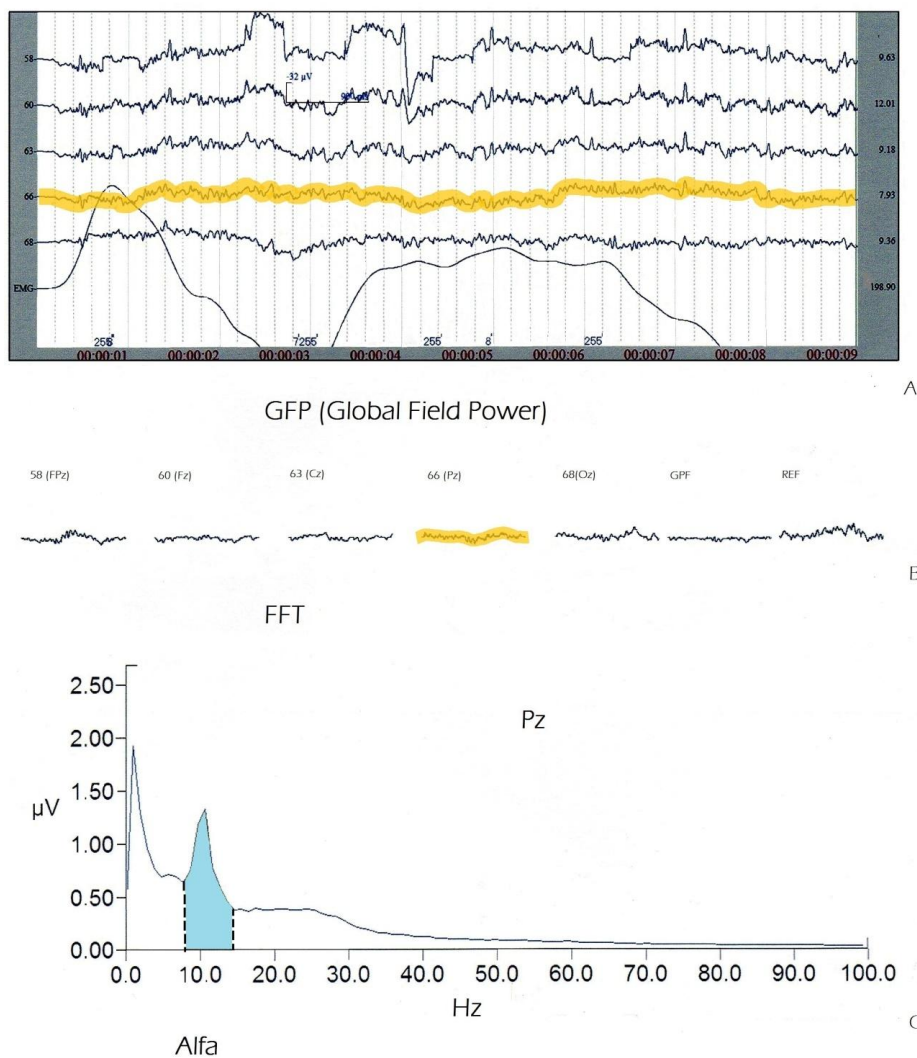 58
9.63
-32 µV
60
12.01
63
9.18
66
7.93
68
9.36
EMG
198.90
255
8
255
00:00:01 00:00:02 00:00:03 00:00:04 00:00:05 00:00:06 00:00:07 00:00:08 00:00:09
A
GFP (Global Field Power)
58 (FPz) 60 (Fz) 63 (Cz) 66 (Pz) 68(Oz) GPF REF
B
FFT
2.50
Pz
2.00
1.50
µV
1.00
0.50
0.00
0.0 10.0 20.0 30.0 40.0 50.0 60.0 70.0 80.0 90.0 100.0
Hz
C
Alfa